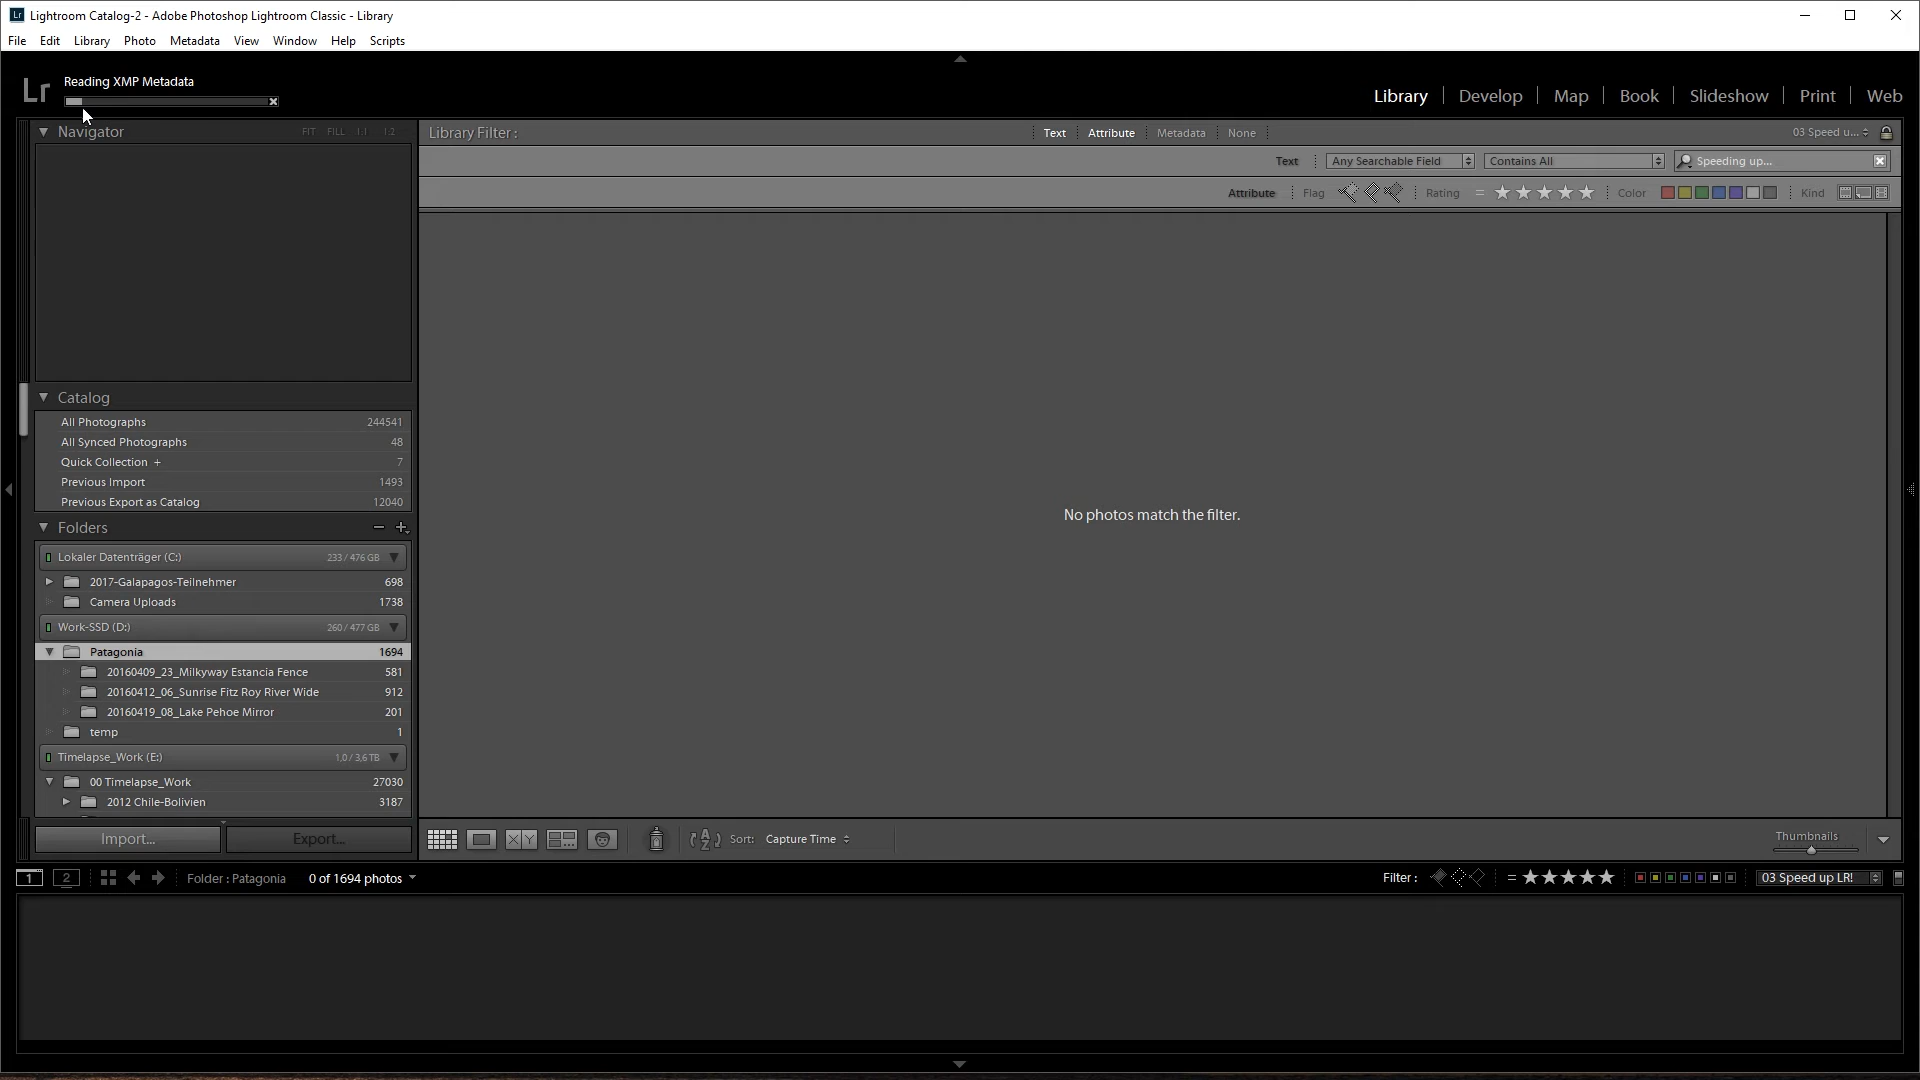 Lr Lightroom Catalog-2 - Adobe Photoshop Lightroom Classic - Library
File Edit Library Photo Metadata View Window Help Scripts
Lr Reading XMP Metadata
Library | Develop | Map | Book | Slideshow | Print | Web
Navigator FIT FILL 1:1 1:2
Library Filter : Text Attribute Metadata None 03 Speed u...
Text Any Searchable Field Contains All Speeding up...
Attribute Flag Rating = Color Kind
No photos match the filter.
Catalog
All Photographs 244541
All Synced Photographs 48
Quick Collection + 7
Previous Import 1493
Previous Export as Catalog 12040
Folders
Lokaler Datenträger (C:) 233 / 476 GB
2017-Galapagos-Teilnehmer 698
Camera Uploads 1738
Work-SSD (D:) 260 / 477 GB
Patagonia 1694
20160409_23_Milkyway Estancia Fence 581
20160412_06_Sunrise Fitz Roy River Wide 912
20160419_08_Lake Pehoe Mirror 201
temp 1
Timelapse_Work (E:) 1,0 / 3,6 TB
00 Timelapse_Work 27030
2012 Chile-Bolivien 3187
Import... Export... XY Sort: Capture Time Thumbnails
1 2 Folder : Patagonia 0 of 1694 photos Filter : = 03 Speed up LR!